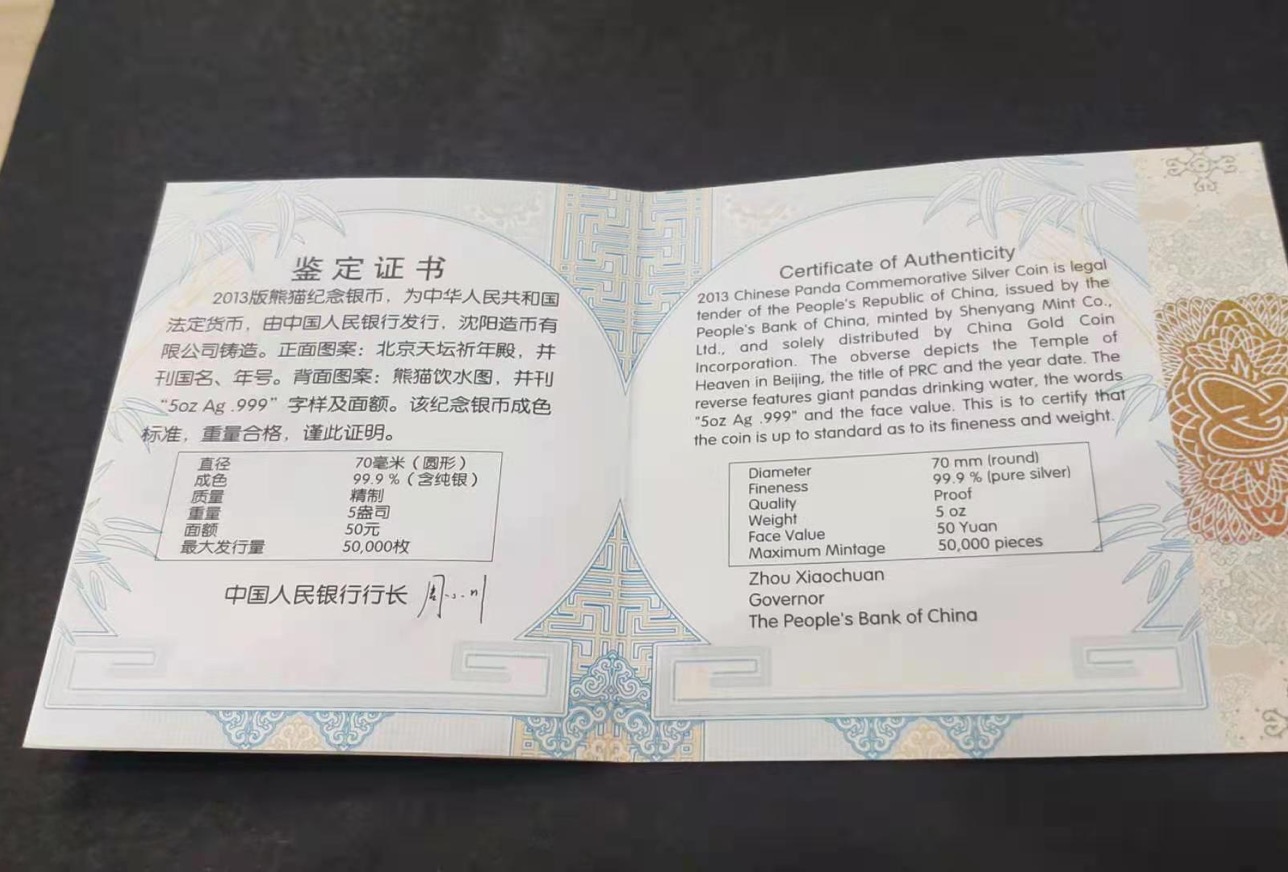 鉴定证书
2013版熊猫纪念银币，为中华人民共和国
法定货币，由中国人民银行发行，沈阳造币有
限公司铸造。正面图案：北京天坛祈年殿，并
刊国名、年号。背面图案：熊猫饮水图，并刊
“5oz Ag .999”字样及面额。该纪念银币成色
标准，重量合格，谨此证明。
直径 70毫米（圆形）
成色 99.9％（含纯银）
质量 精制
重量 5盎司
面额 50元
最大发行量 50,000枚
中国人民银行行长 周小川
Certificate of Authenticity
2013 Chinese Panda Commemorative Silver Coin is legal
tender of the People's Republic of China, issued by the
People's Bank of China, minted by Shenyang Mint Co.,
Ltd., and solely distributed by China Gold Coin
Incorporation. The obverse depicts the Temple of
Heaven in Beijing, the title of PRC and the year date. The
reverse features giant pandas drinking water, the words
"5oz Ag .999" and the face value. This is to certify that
the coin is up to standard as to its fineness and weight.
Diameter 70 mm (round)
Fineness 99.9 % (pure silver)
Quality Proof
Weight 5 oz
Face Value 50 Yuan
Maximum Mintage 50,000 pieces
Zhou Xiaochuan
Governor
The People's Bank of China